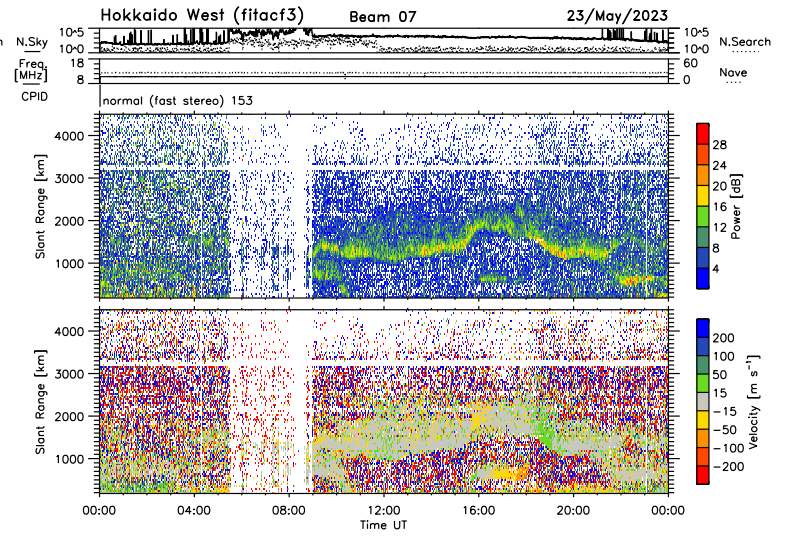 Hokkaido West (fitacf3) Beam 07 23/May/2023
n N.Sky 10^5 10^0 10^5 10^0 N.Search
Freq. [MHz] 18 8 60 0 Nave
CPID normal (fast stereo) 153
Slant Range [km]
4000
3000
2000
1000
28
24
20
16
12
8
4
Power [dB]
Slant Range [km]
4000
3000
2000
1000
200
100
50
15
−15
−50
−100
−200
Velocity [m s⁻¹]
00:00 04:00 08:00 12:00 16:00 20:00 00:00
Time UT